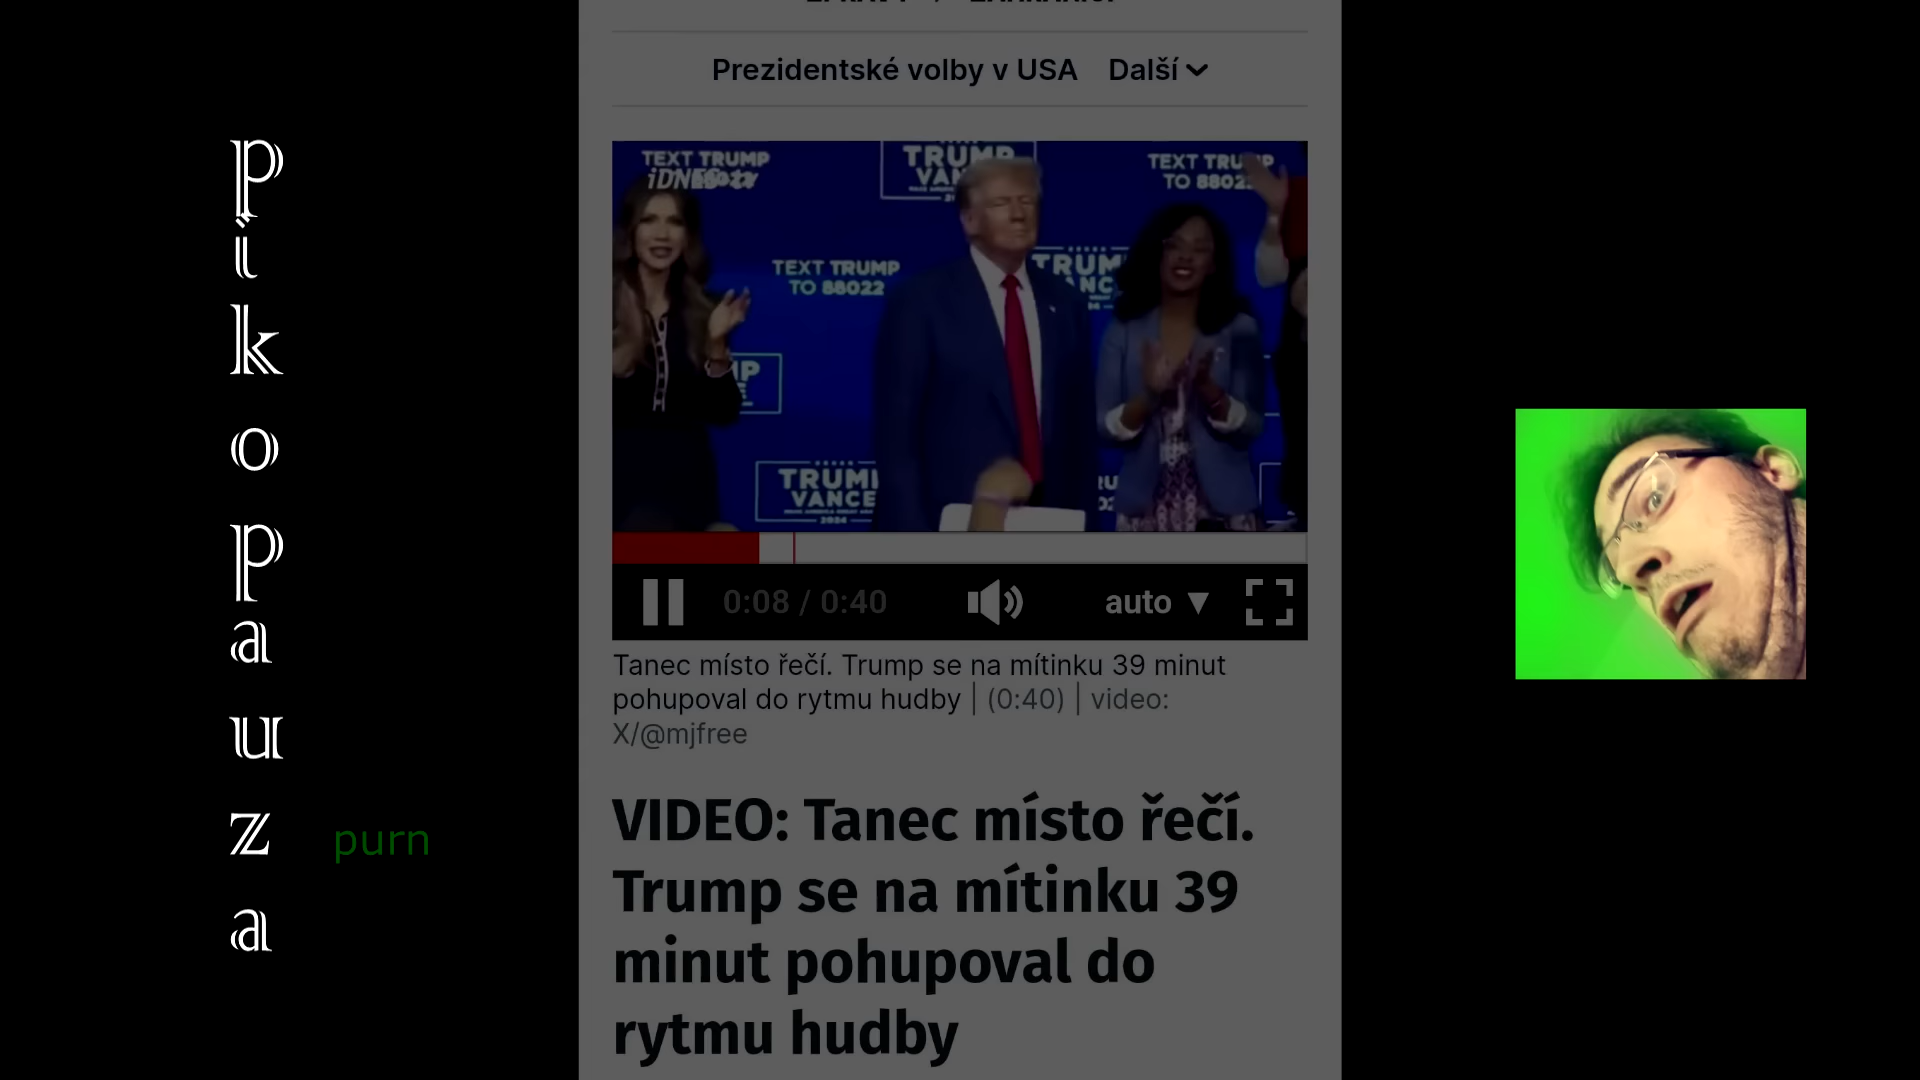 p
i
k
o
p
a
u
z
a
purn
Prezidentské volby v USA Další
TEXT TRUMP
iDNES
TRUMP
TEXT TRUMP
TO 88022
TEXT TRUMP
TO 88022
TRUMP
VANCE
2024
0:08 / 0:40
auto
Tanec místo řečí. Trump se na mítinku 39 minut
pohupoval do rytmu hudby | (0:40) | video:
X/@mjfree
VIDEO: Tanec místo řečí.
Trump se na mítinku 39
minut pohupoval do
rytmu hudby